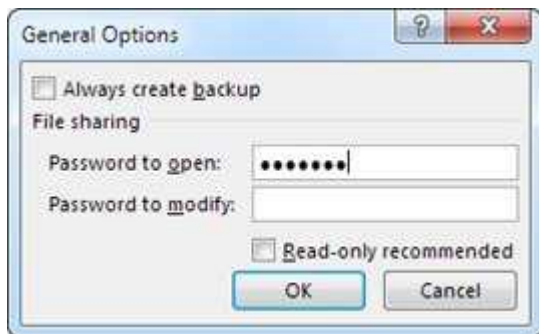 General Options
Always create backup
File sharing
Password to open: •••••••
Password to modify:
Read-only recommended
OK Cancel